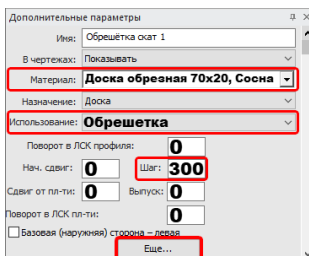 Дополнительные параметры
Имя: Обрешётка скат 1
В чертежах: Показывать
Материал: Доска обрезная 70х20, Сосна
Назначение: Доска
Использование: Обрешетка
Поворот в ЛСК профиля: 0
Нач. сдвиг: 0 Шаг: 300
Сдвиг от пл-ти: 0 Выпуск: 0
Поворот в ЛСК пл-ти: 0
Базовая (наружняя) сторона – левая
Еще...